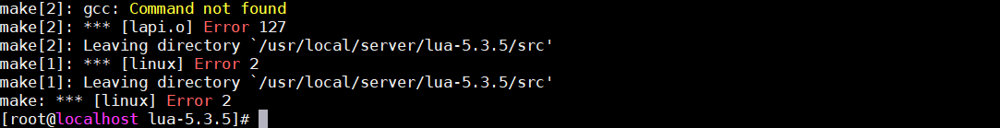 make[2]: gcc: Command not found
make[2]: *** [lapi.o] Error 127
make[2]: Leaving directory `/usr/local/server/lua-5.3.5/src'
make[1]: *** [linux] Error 2
make[1]: Leaving directory `/usr/local/server/lua-5.3.5/src'
make: *** [linux] Error 2
[root@localhost lua-5.3.5]#